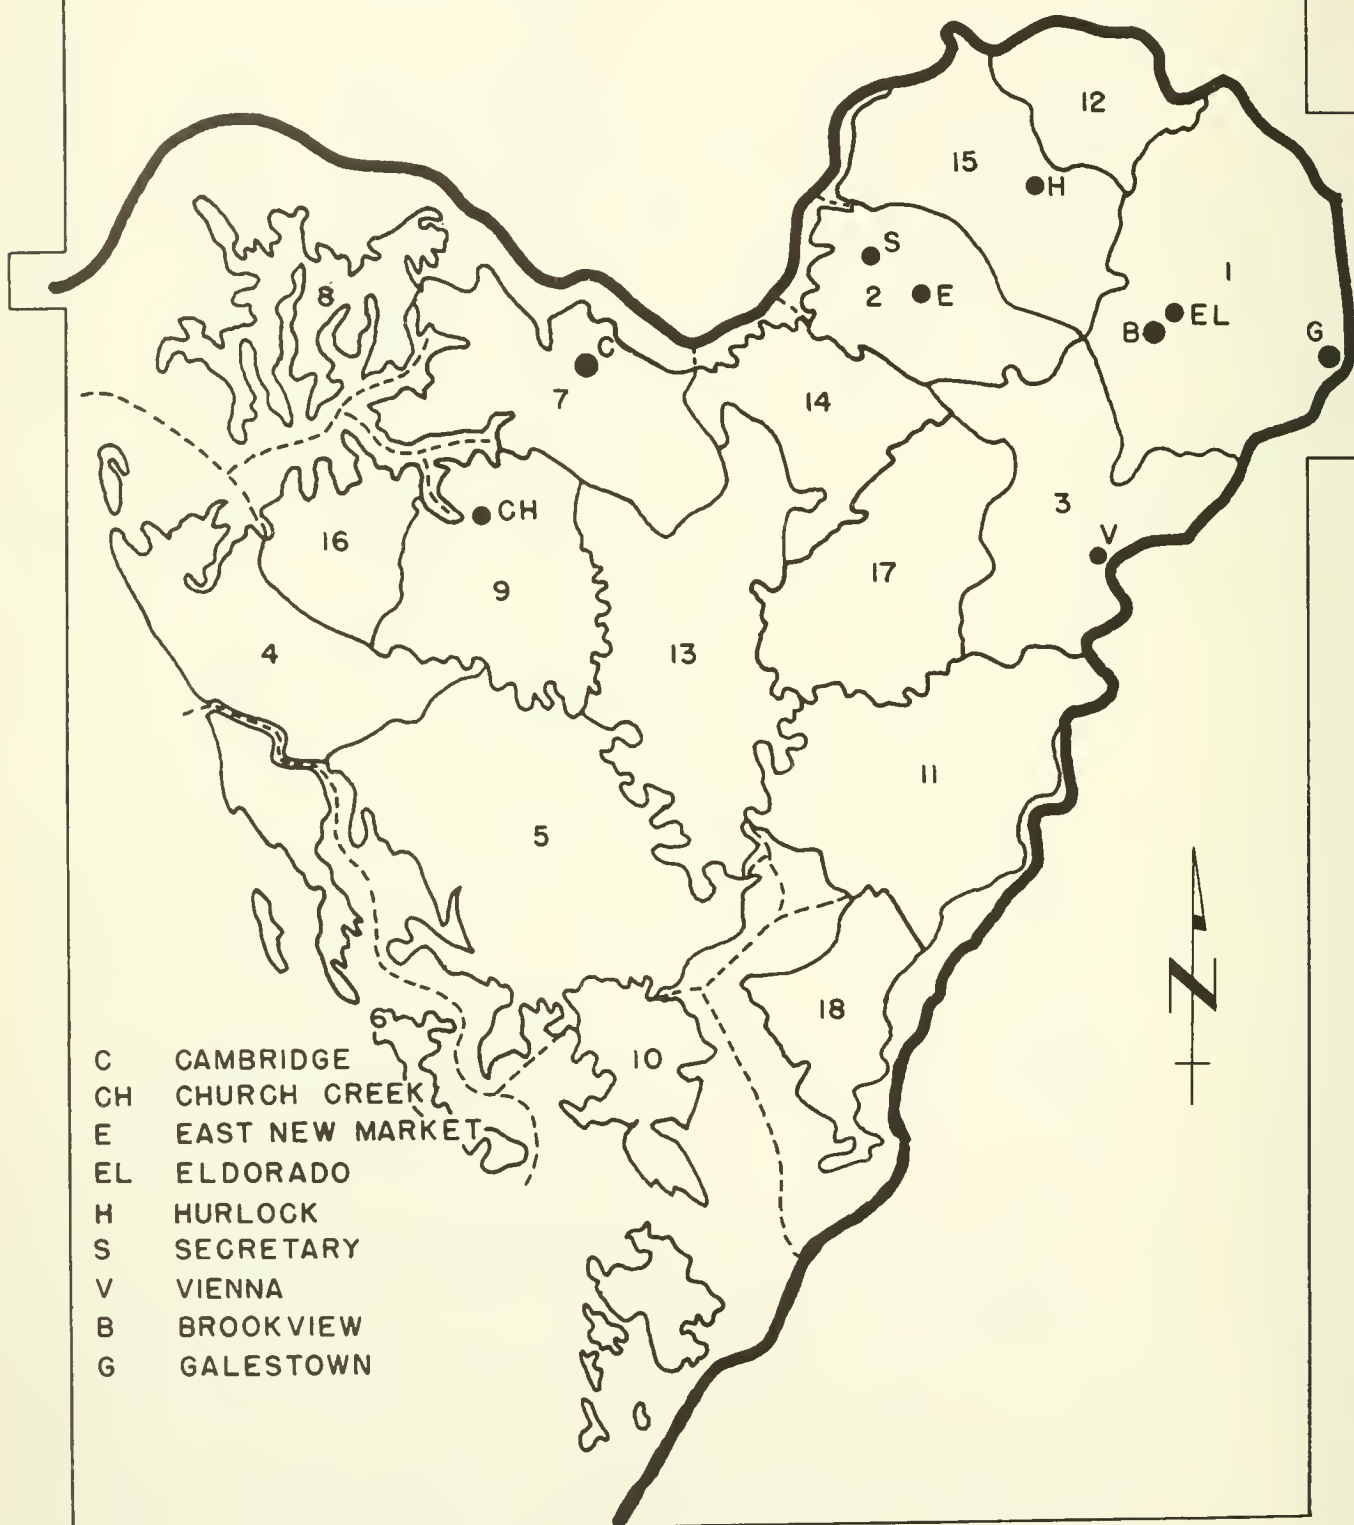 12
15
H
S
8
1
2
E
EL
B
G
C
7
14
CH
3
16
V
17
9
4
13
11
5
18
6
10
C CAMBRIDGE
CH CHURCH CREEK
E EAST NEW MARKET
EL ELDORADO
H HURLOCK
S SECRETARY
V VIENNA
B BROOKVIEW
G GALESTOWN
N